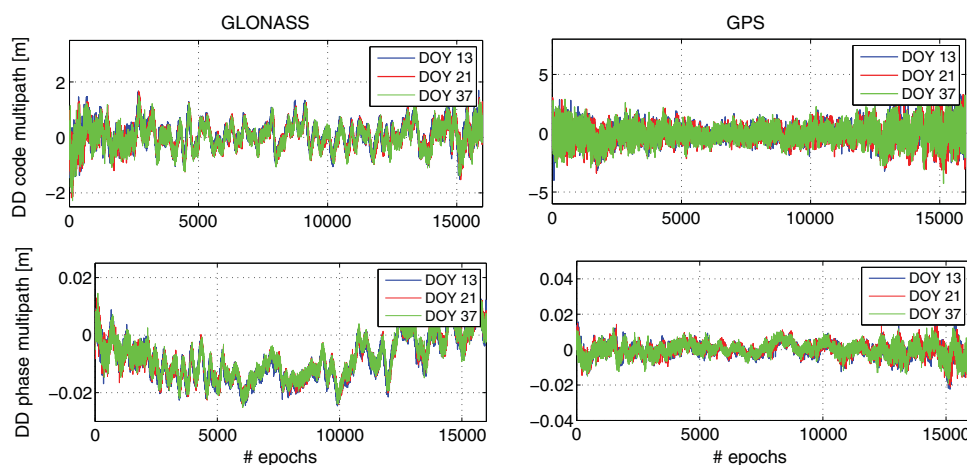 GLONASS
GPS
DD code multipath [m]
2
0
−2
DOY 13
DOY 21
DOY 37
0
5000
10000
15000
5
0
−5
DOY 13
DOY 21
DOY 37
0
5000
10000
15000
DD phase multipath [m]
0.02
0
−0.02
DOY 13
DOY 21
DOY 37
0
5000
10000
15000
# epochs
0.04
0.02
0
−0.02
−0.04
DOY 13
DOY 21
DOY 37
0
5000
10000
15000
# epochs